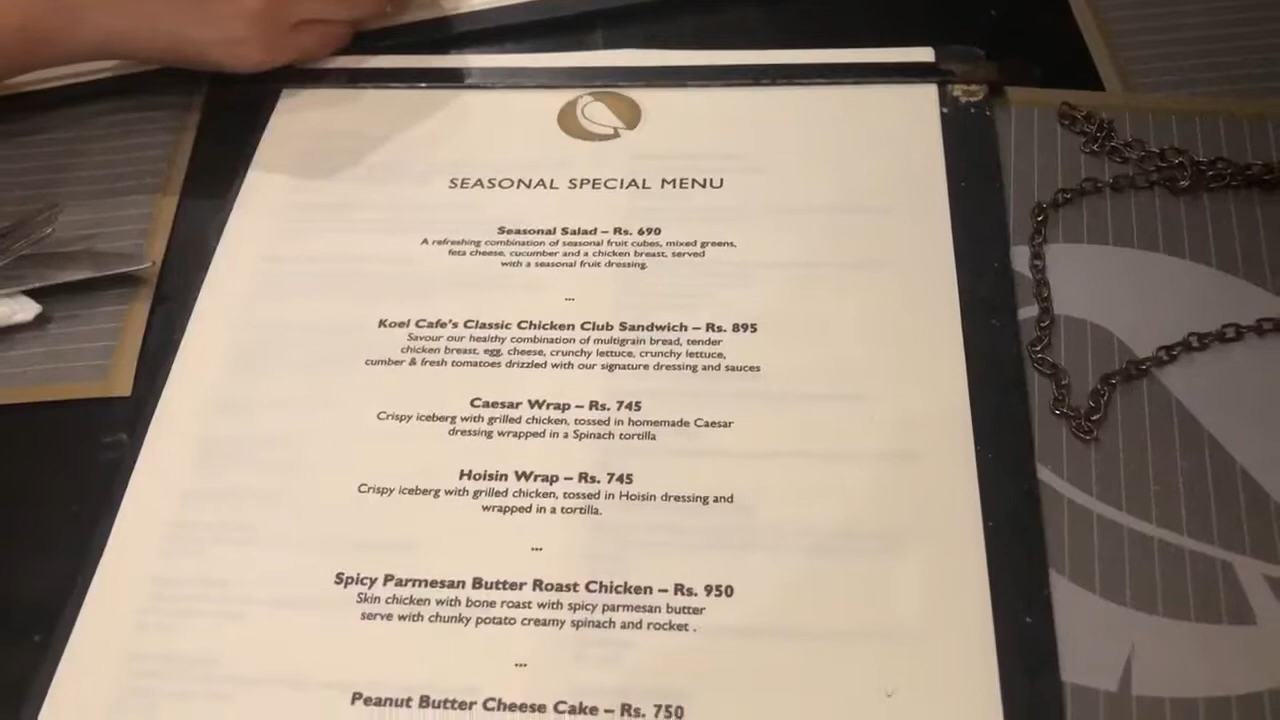 SEASONAL SPECIAL MENU
Seasonal Salad – Rs. 690
A refreshing combination of seasonal fruit cubes, mixed greens,
feta cheese, cucumber and a chicken breast, served
with a seasonal fruit dressing.
...
Koel Cafe's Classic Chicken Club Sandwich – Rs. 895
Savour our healthy combination of multigrain bread, tender
chicken breast, egg, cheese, crunchy lettuce, crunchy lettuce,
cumber & fresh tomatoes drizzled with our signature dressing and sauces
Caesar Wrap – Rs. 745
Crispy iceberg with grilled chicken, tossed in homemade Caesar
dressing wrapped in a Spinach tortilla
Hoisin Wrap – Rs. 745
Crispy iceberg with grilled chicken, tossed in Hoisin dressing and
wrapped in a tortilla.
...
Spicy Parmesan Butter Roast Chicken – Rs. 950
Skin chicken with bone roast with spicy parmesan butter
serve with chunky potato creamy spinach and rocket .
...
Peanut Butter Cheese Cake – Rs. 750